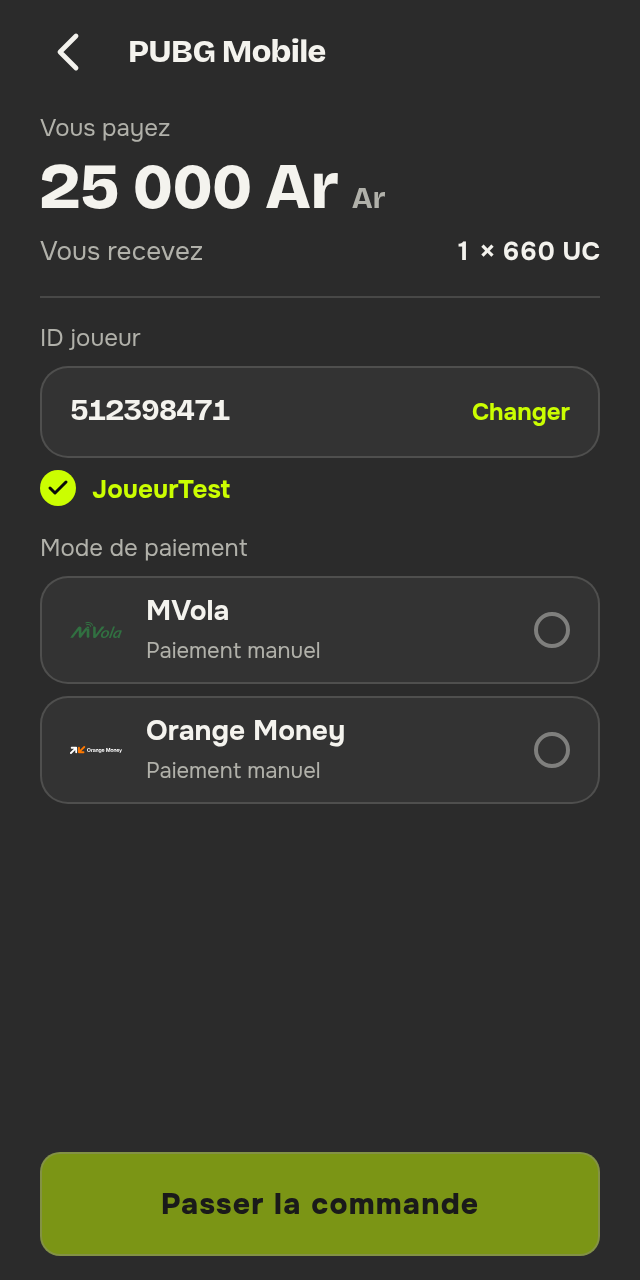 PUBG Mobile
Vous payez
25 000 Ar Ar
Vous recevez 1 × 660 UC
ID joueur
512398471 Changer
JoueurTest
Mode de paiement
MVola
MVola
Paiement manuel
Orange Money
Orange Money
Paiement manuel
Passer la commande